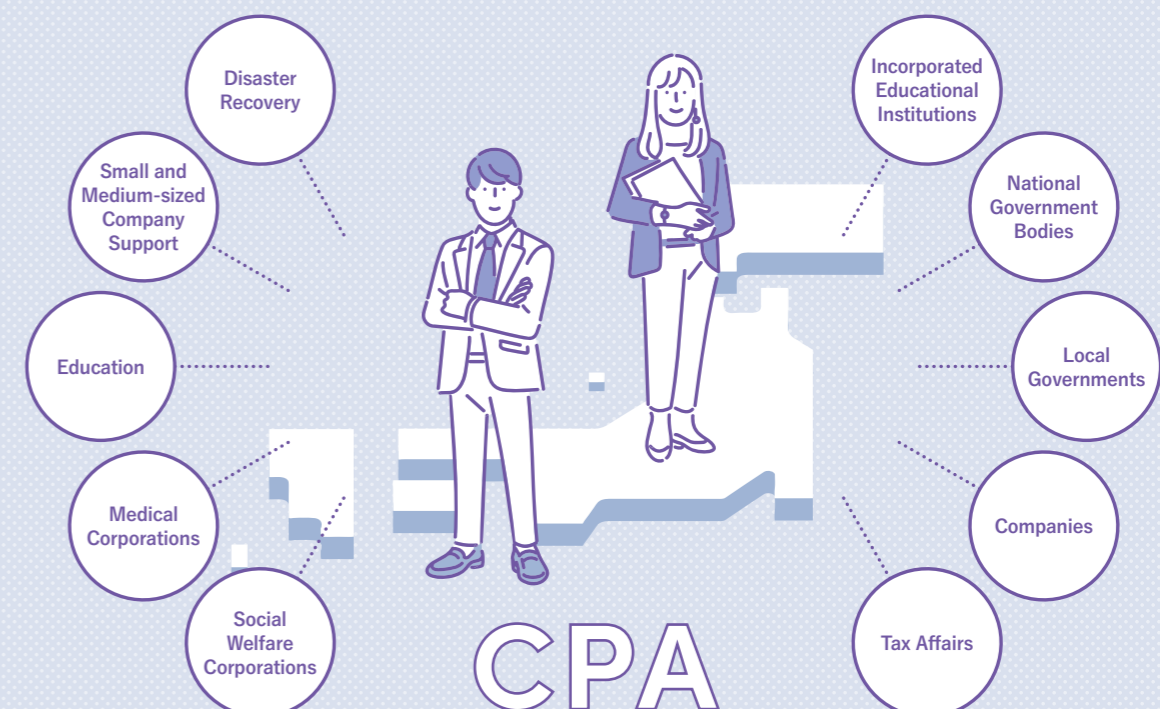 Disaster
Recovery
Small and
Medium-sized
Company
Support
Education
Medical
Corporations
Social
Welfare
Corporations
Incorporated
Educational
Institutions
National
Government
Bodies
Local
Governments
Companies
Tax Affairs
CPA